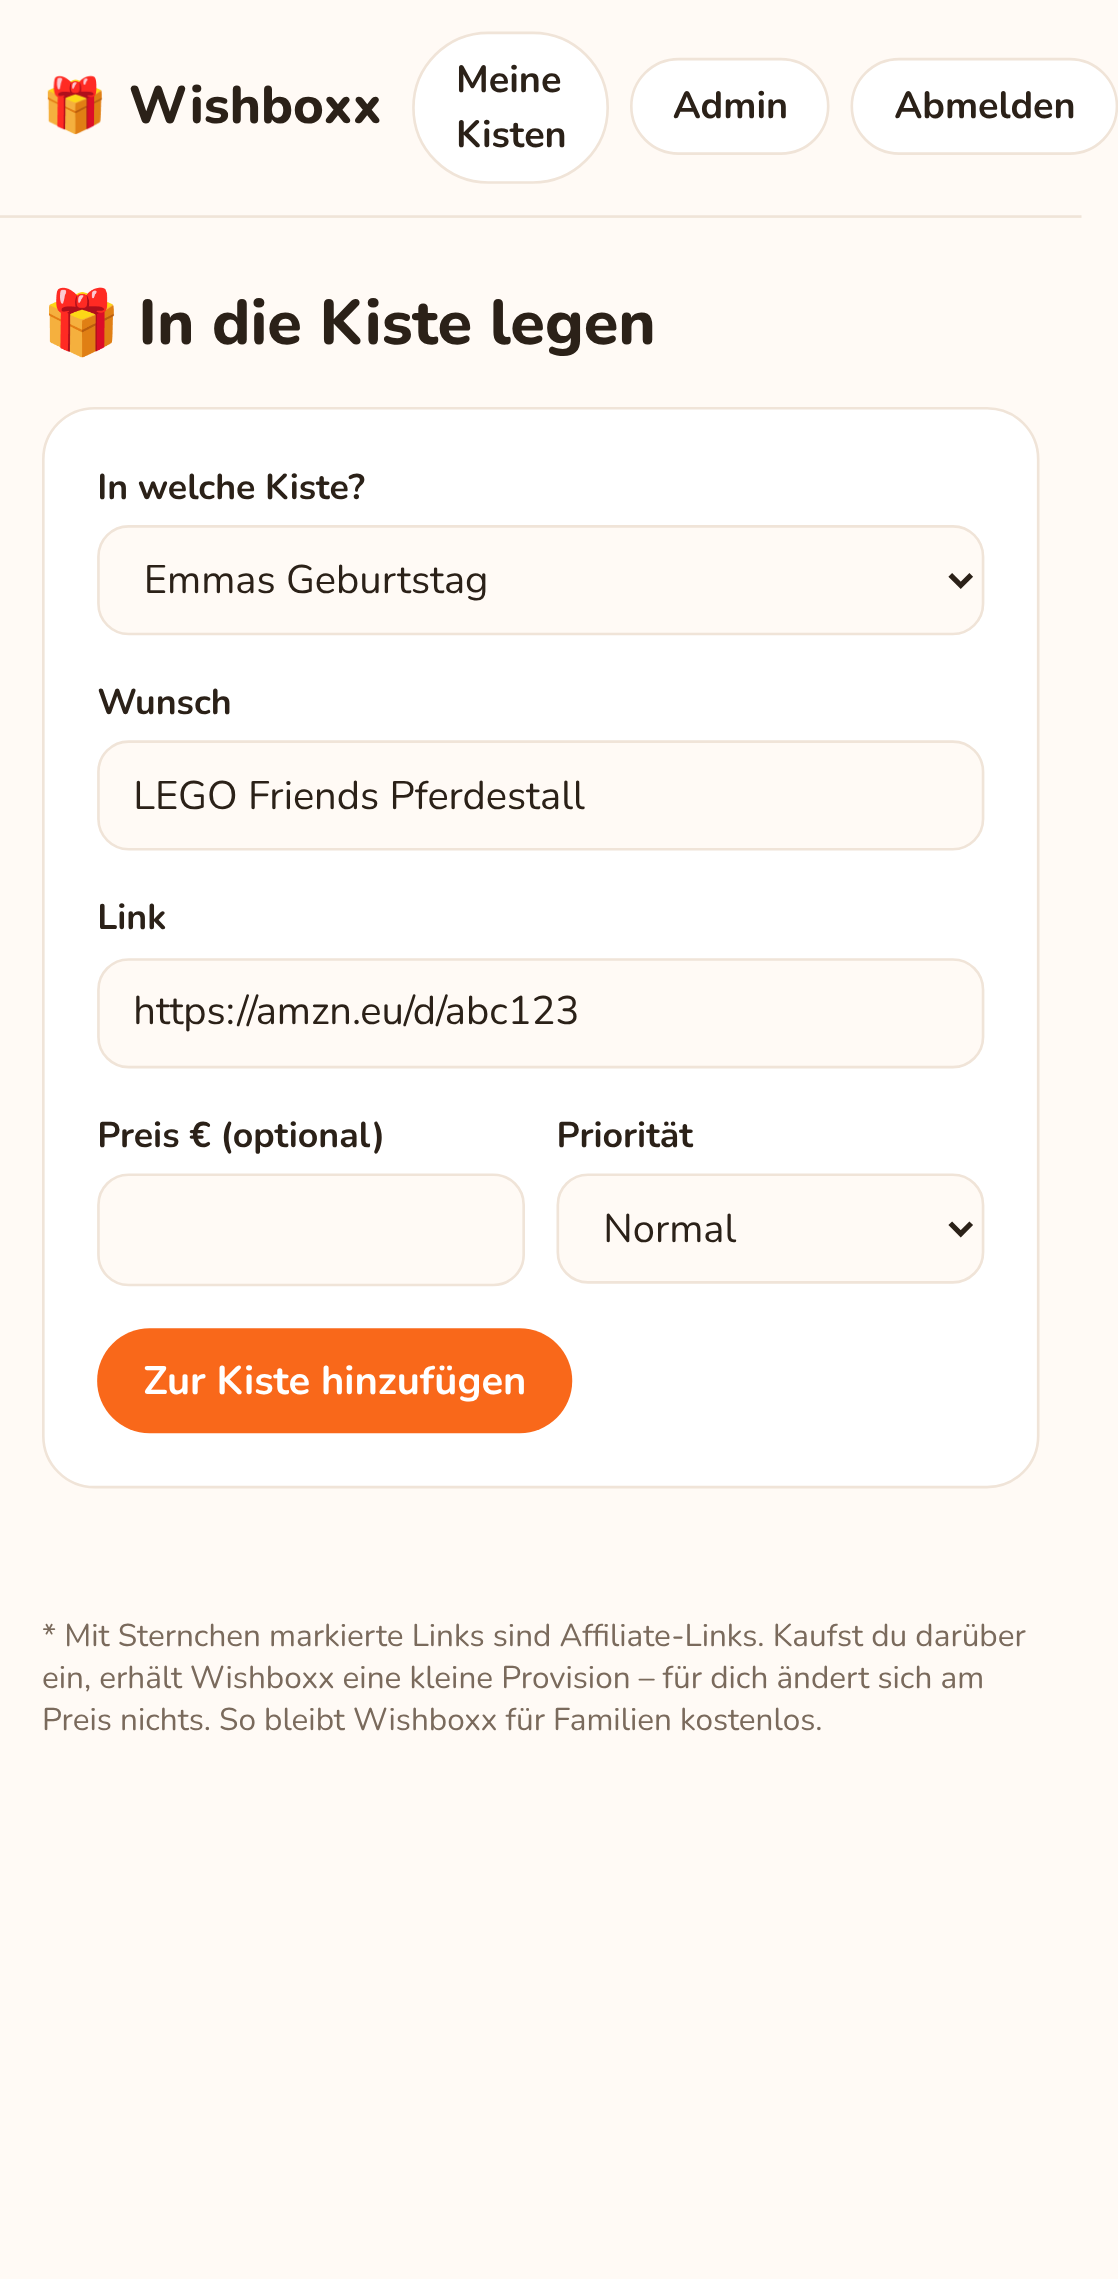 Wishboxx
Meine
Kisten
Admin
Abmelden
In die Kiste legen
In welche Kiste?
Emmas Geburtstag
Wunsch
LEGO Friends Pferdestall
Link
https://amzn.eu/d/abc123
Preis € (optional)
Priorität
Normal
Zur Kiste hinzufügen
* Mit Sternchen markierte Links sind Affiliate-Links. Kaufst du darüber
ein, erhält Wishboxx eine kleine Provision – für dich ändert sich am
Preis nichts. So bleibt Wishboxx für Familien kostenlos.